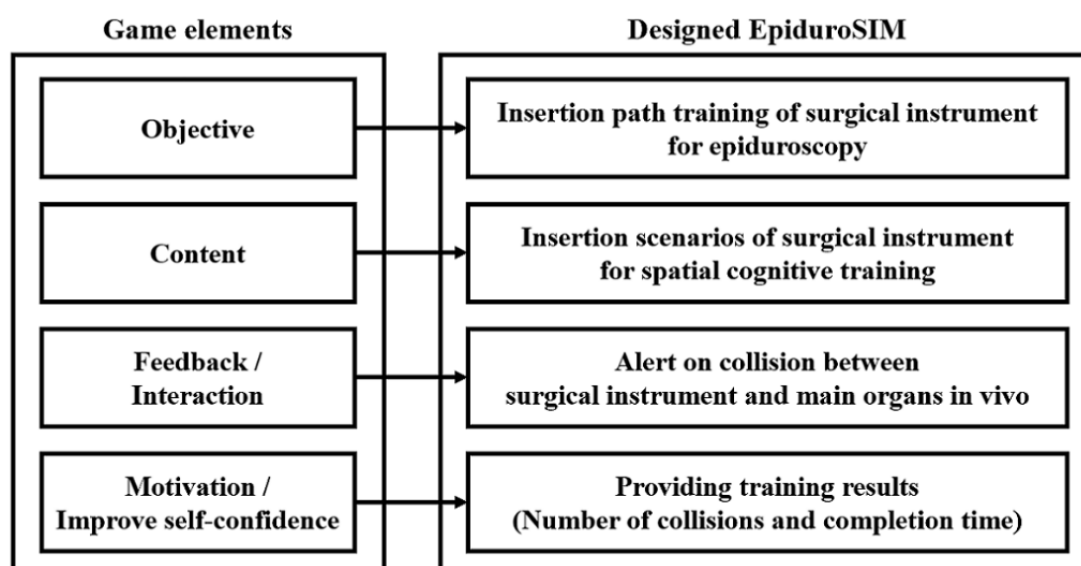 Game elements
Designed EpiduroSIM
Objective
Insertion path training of surgical instrument
for epiduroscopy
Content
Insertion scenarios of surgical instrument
for spatial cognitive training
Feedback /
Interaction
Alert on collision between
surgical instrument and main organs in vivo
Motivation /
Improve self-confidence
Providing training results
(Number of collisions and completion time)